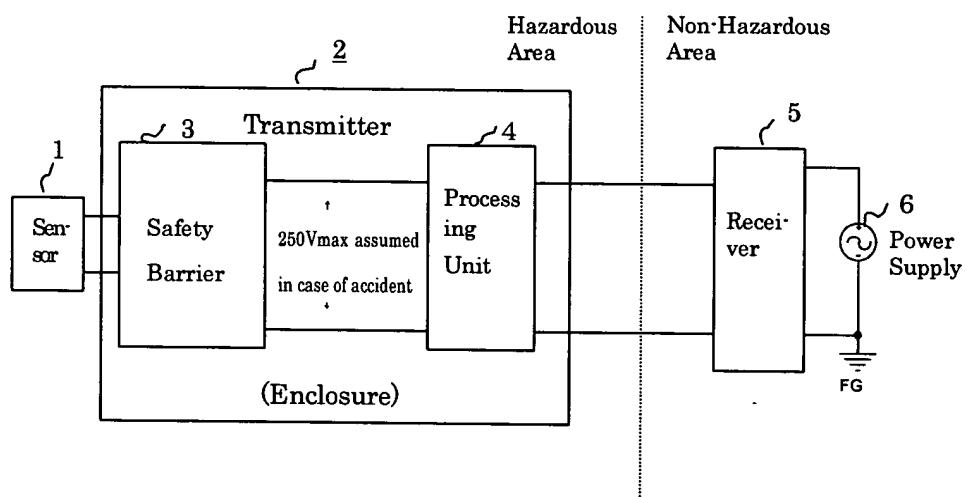 Hazardous
Area
Non-Hazardous
Area
2
Transmitter
1
3
4
5
6
Sen-
sor
Safety
Barrier
250Vmax assumed
in case of accident
Process
ing
Unit
Recei-
ver
Power
Supply
FG
(Enclosure)